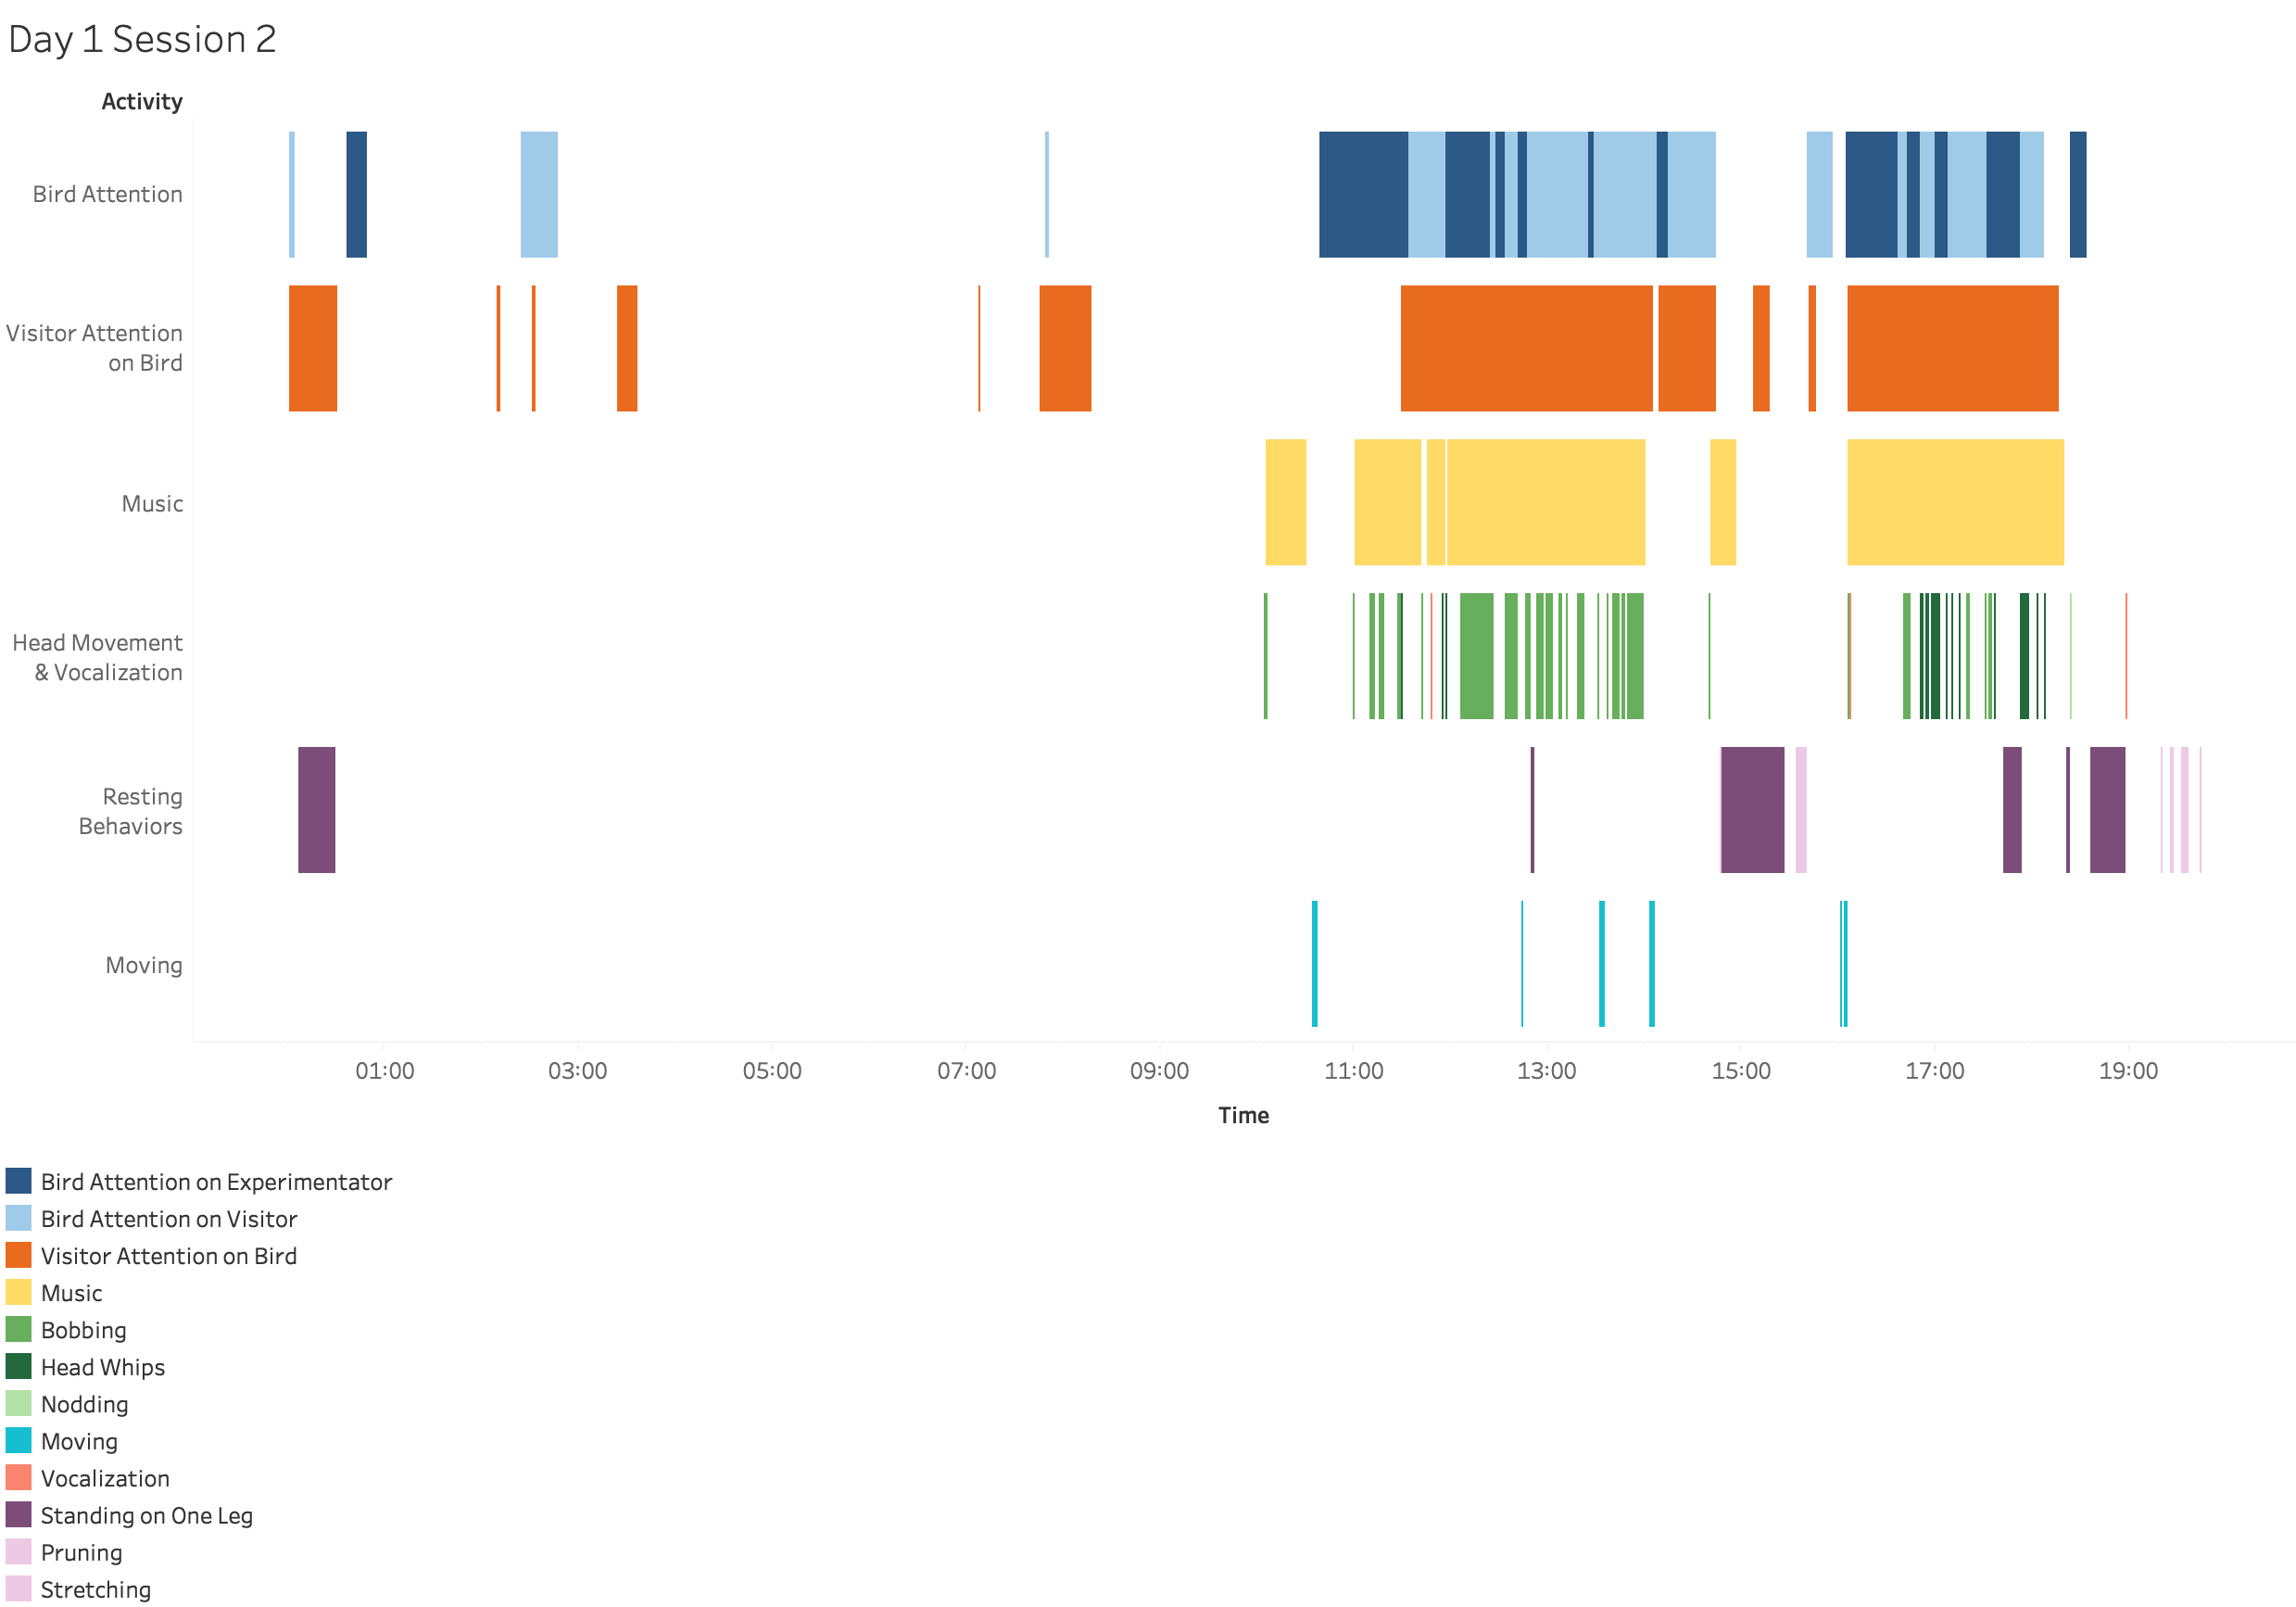 Day 1 Session 2
Activity
Bird Attention
Visitor Attention
on Bird
Music
Head Movement
& Vocalization
Resting
Behaviors
Moving
01:00 03:00 05:00 07:00 09:00 11:00 13:00 15:00 17:00 19:00
Time
Bird Attention on Experimentator
Bird Attention on Visitor
Visitor Attention on Bird
Music
Bobbing
Head Whips
Nodding
Moving
Vocalization
Standing on One Leg
Pruning
Stretching